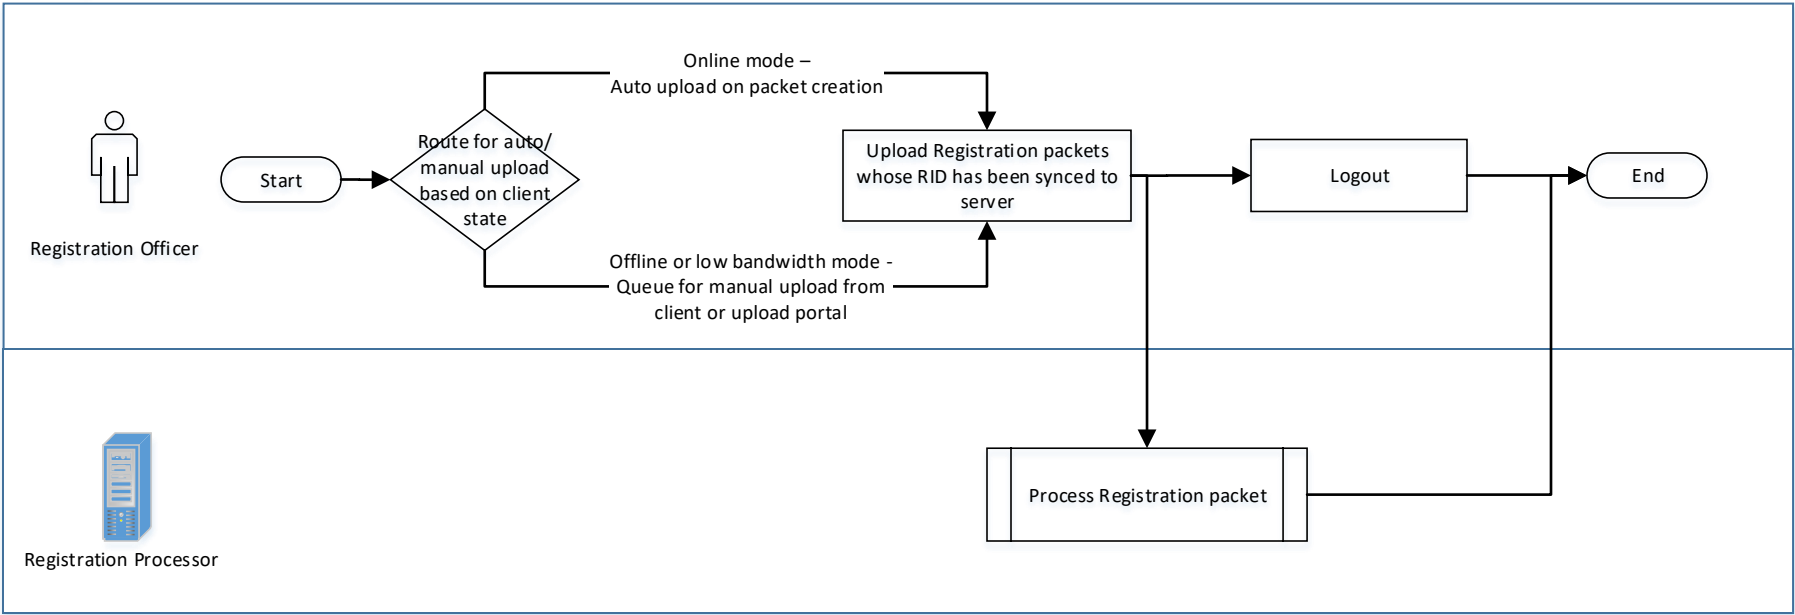 Online mode –
Auto upload on packet creation
Route for auto/
manual upload
based on client
state
Start
Upload Registration packets
whose RID has been synced to
server
Logout
End
Registration Officer
Offline or low bandwidth mode -
Queue for manual upload from
client or upload portal
Process Registration packet
Registration Processor